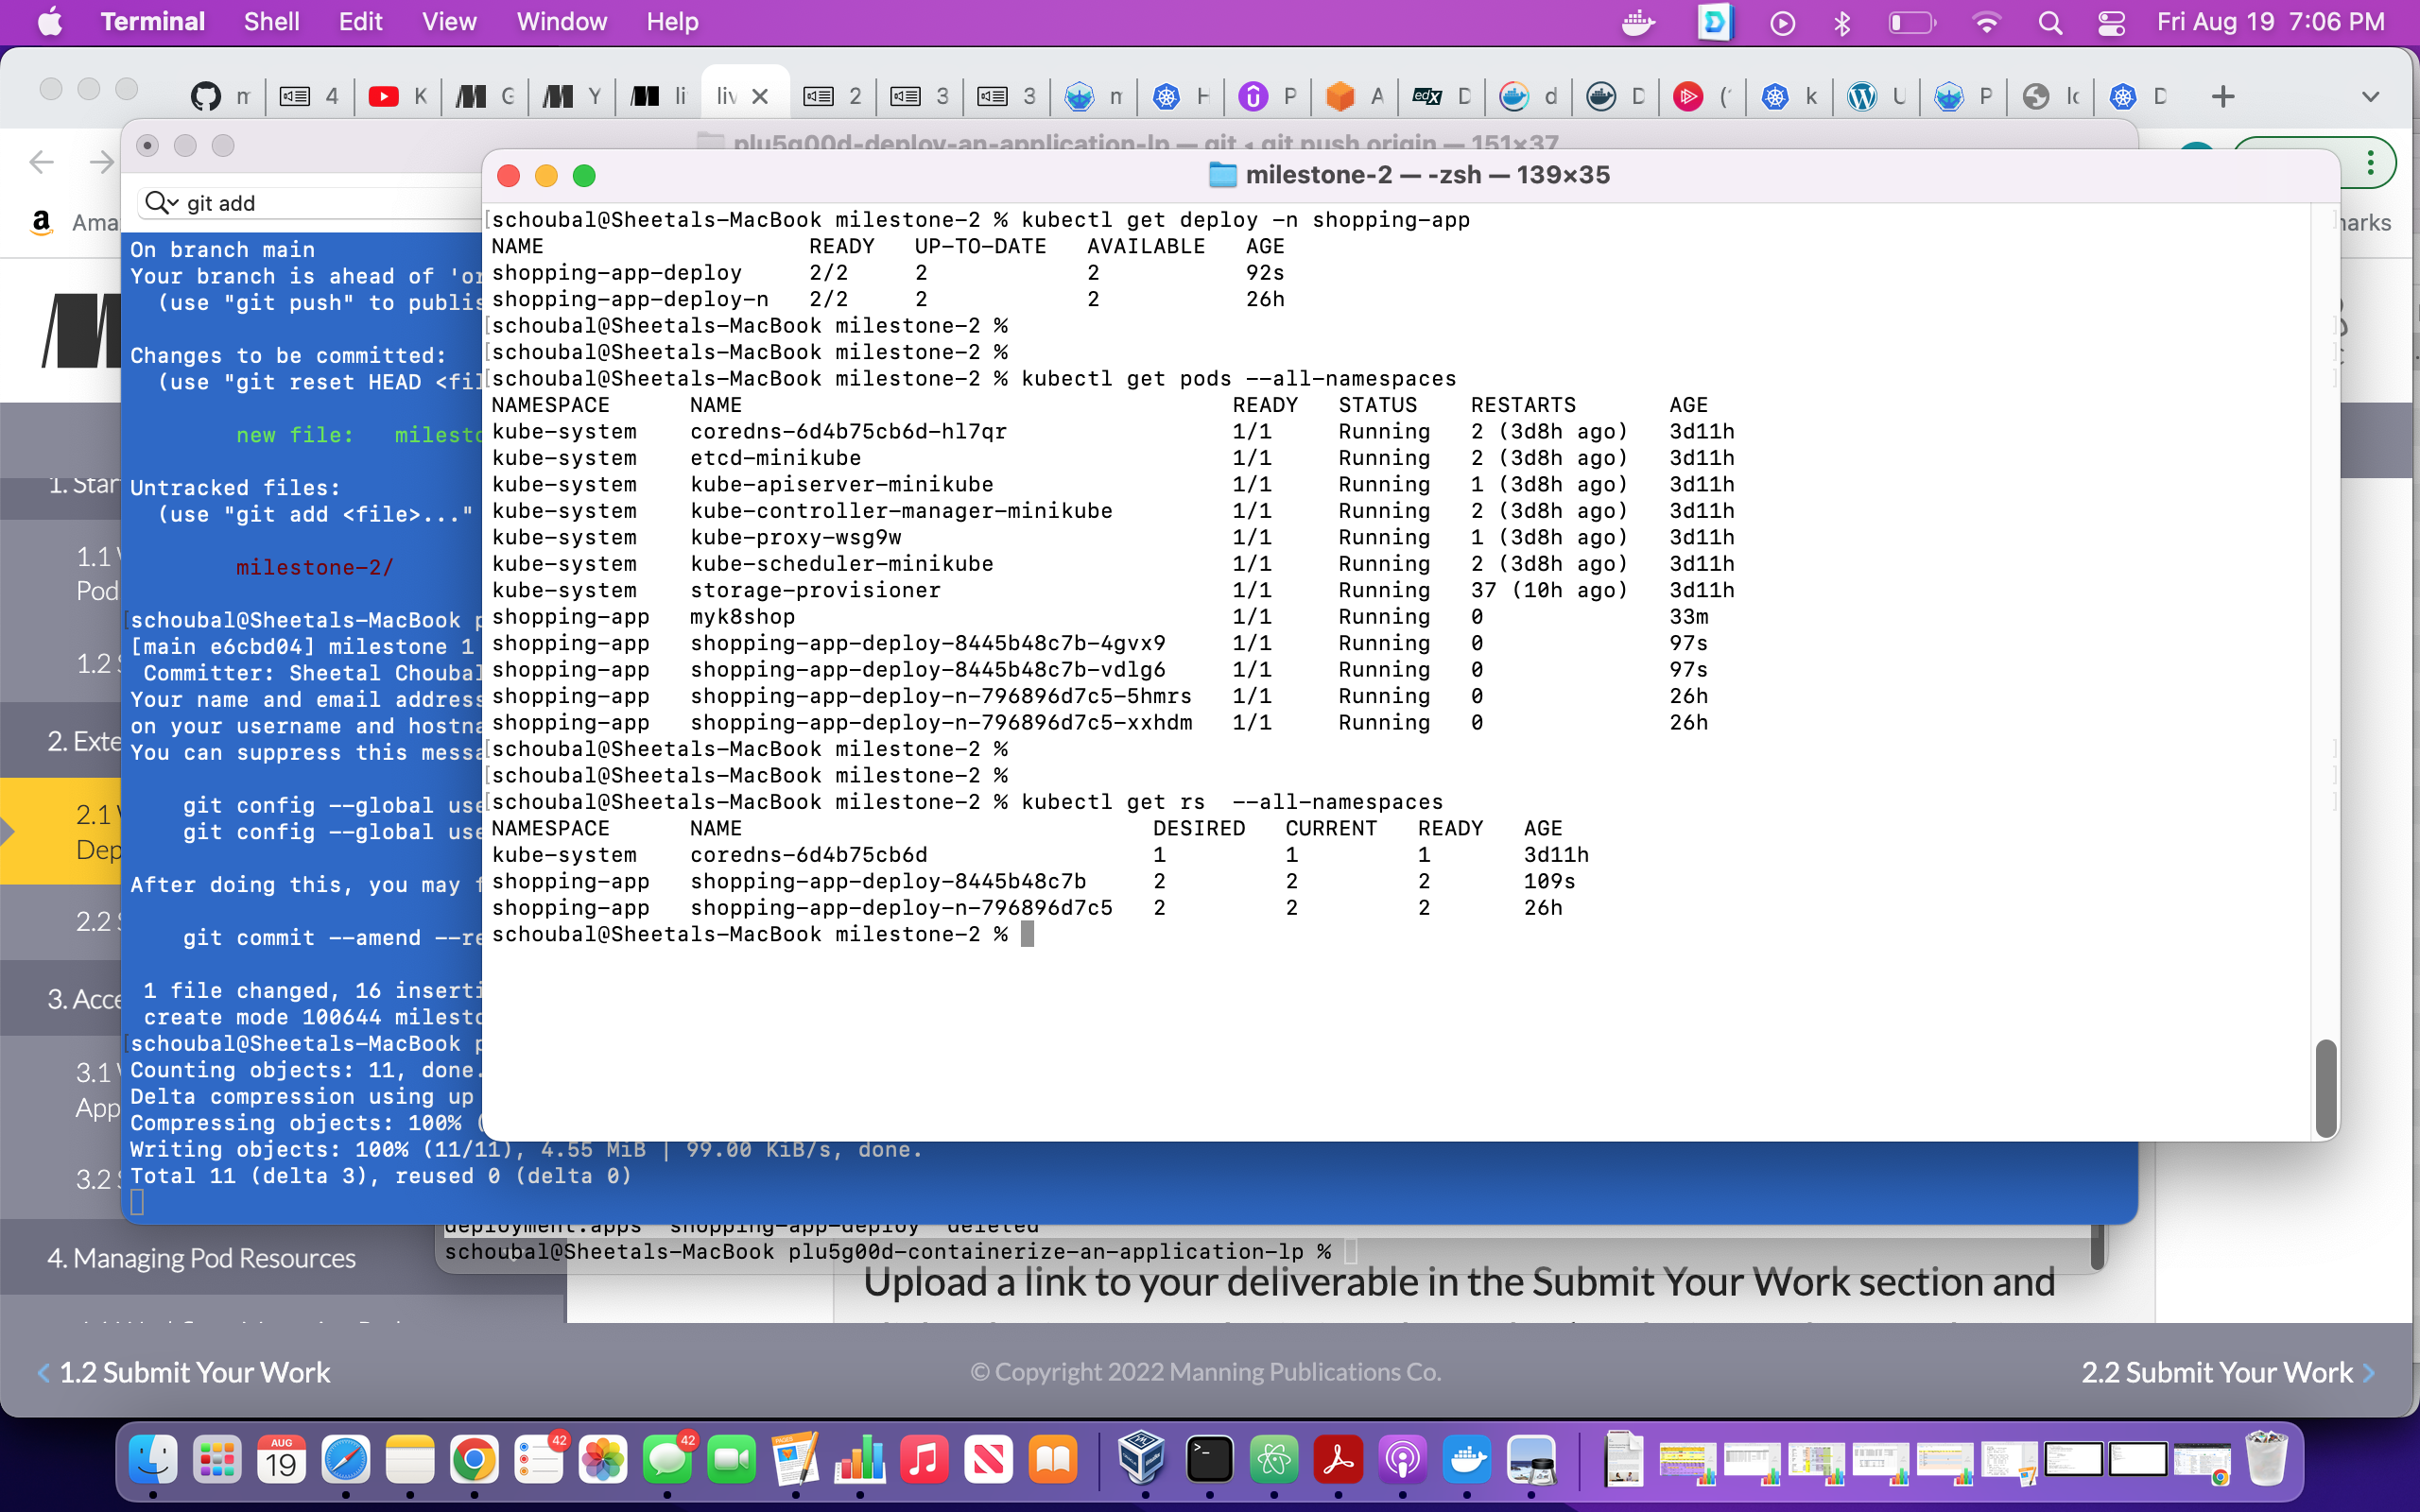 Terminal Shell Edit View Window Help Fri Aug 19 7:06 PM
4 K G Y li liv 2 3 3 n H P A edX D d D k U P D
plu5g00d-deploy-an-application-lp — git ◂ git push origin — 151×37
milestone-2 — -zsh — 139×35
git add
a Ama
arks
schoubal@Sheetals-MacBook milestone-2 % kubectl get deploy -n shopping-app
NAME READY UP-TO-DATE AVAILABLE AGE
shopping-app-deploy 2/2 2 2 92s
shopping-app-deploy-n 2/2 2 2 26h
schoubal@Sheetals-MacBook milestone-2 %
schoubal@Sheetals-MacBook milestone-2 %
schoubal@Sheetals-MacBook milestone-2 % kubectl get pods --all-namespaces
NAMESPACE NAME READY STATUS RESTARTS AGE
kube-system coredns-6d4b75cb6d-hl7qr 1/1 Running 2 (3d8h ago) 3d11h
kube-system etcd-minikube 1/1 Running 2 (3d8h ago) 3d11h
kube-system kube-apiserver-minikube 1/1 Running 1 (3d8h ago) 3d11h
kube-system kube-controller-manager-minikube 1/1 Running 2 (3d8h ago) 3d11h
kube-system kube-proxy-wsg9w 1/1 Running 1 (3d8h ago) 3d11h
kube-system kube-scheduler-minikube 1/1 Running 2 (3d8h ago) 3d11h
kube-system storage-provisioner 1/1 Running 37 (10h ago) 3d11h
shopping-app myk8shop 1/1 Running 0 33m
shopping-app shopping-app-deploy-8445b48c7b-4gvx9 1/1 Running 0 97s
shopping-app shopping-app-deploy-8445b48c7b-vdlg6 1/1 Running 0 97s
shopping-app shopping-app-deploy-n-796896d7c5-5hmrs 1/1 Running 0 26h
shopping-app shopping-app-deploy-n-796896d7c5-xxhdm 1/1 Running 0 26h
schoubal@Sheetals-MacBook milestone-2 %
schoubal@Sheetals-MacBook milestone-2 %
schoubal@Sheetals-MacBook milestone-2 % kubectl get rs  --all-namespaces
NAMESPACE NAME DESIRED CURRENT READY AGE
kube-system coredns-6d4b75cb6d 1 1 1 3d11h
shopping-app shopping-app-deploy-8445b48c7b 2 2 2 109s
shopping-app shopping-app-deploy-n-796896d7c5 2 2 2 26h
schoubal@Sheetals-MacBook milestone-2 %
On branch main
Your branch is ahead of 'or
(use "git push" to publis
Changes to be committed:
(use "git reset HEAD <fil
new file: milesto
Untracked files:
(use "git add <file>..."
milestone-2/
schoubal@Sheetals-MacBook p
[main e6cbd04] milestone 1
Committer: Sheetal Choubal
Your name and email address
on your username and hostna
You can suppress this messa
git config --global use
git config --global use
After doing this, you may f
git commit --amend --re
1 file changed, 16 inserti
create mode 100644 milesto
schoubal@Sheetals-MacBook p
Counting objects: 11, done.
Delta compression using up
Compressing objects: 100% (
Writing objects: 100% (11/11), 4.55 MiB | 99.00 KiB/s, done.
Total 11 (delta 3), reused 0 (delta 0)
deployment.apps "shopping-app-deploy" deleted
schoubal@Sheetals-MacBook plu5g00d-containerize-an-application-lp %
1. Star
1.1 W
Pod
1.2 S
2. Exte
2.1 W
Dep
2.2 S
3. Acce
3.1 W
App
3.2 S
4. Managing Pod Resources
Upload a link to your deliverable in the Submit Your Work section and
1.2 Submit Your Work
© Copyright 2022 Manning Publications Co.
2.2 Submit Your Work
AUG
19
42
42
PAGES